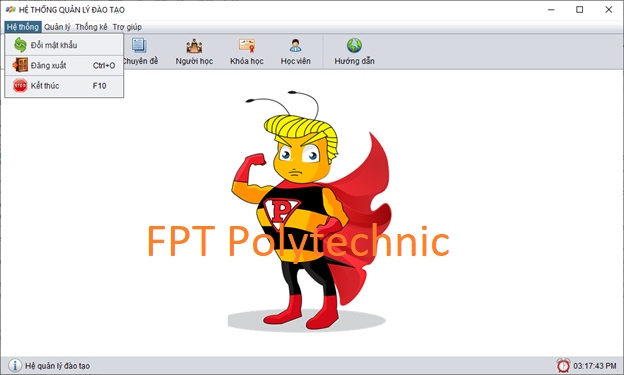 HỆ THỐNG QUẢN LÝ ĐÀO TẠO
Hệ thống Quản lý Thống kê Trợ giúp
Đổi mật khẩu
Đăng xuất Ctrl+O
Kết thúc F10
Chuyên đề Người học Khóa học Học viên Hướng dẫn
P
FPT Polytechnic
Hệ quản lý đào tạo 03:17:43 PM